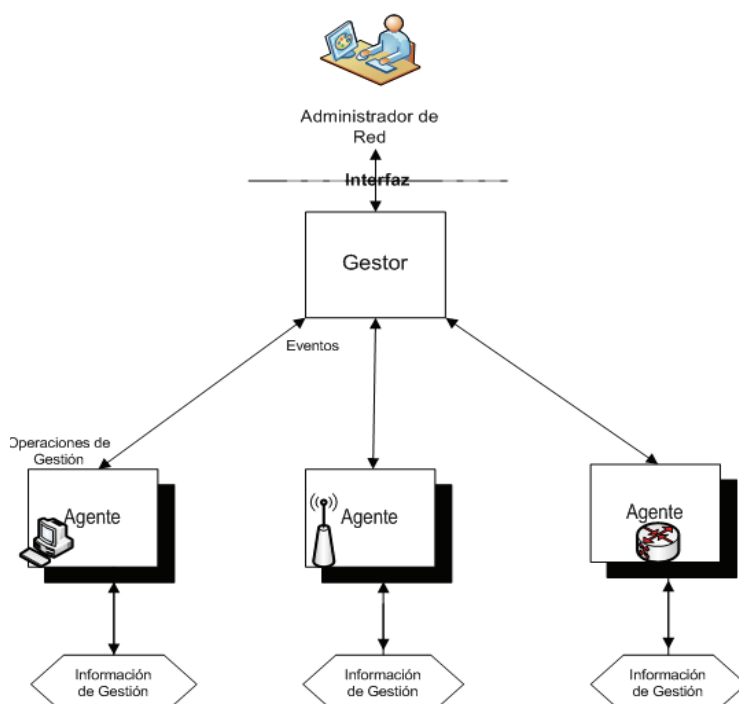 Administrador de
Red
Interfaz
Gestor
Eventos
Operaciones de
Gestión
Agente
Agente
Agente
Información
de Gestión
Información
de Gestión
Información
de Gestión